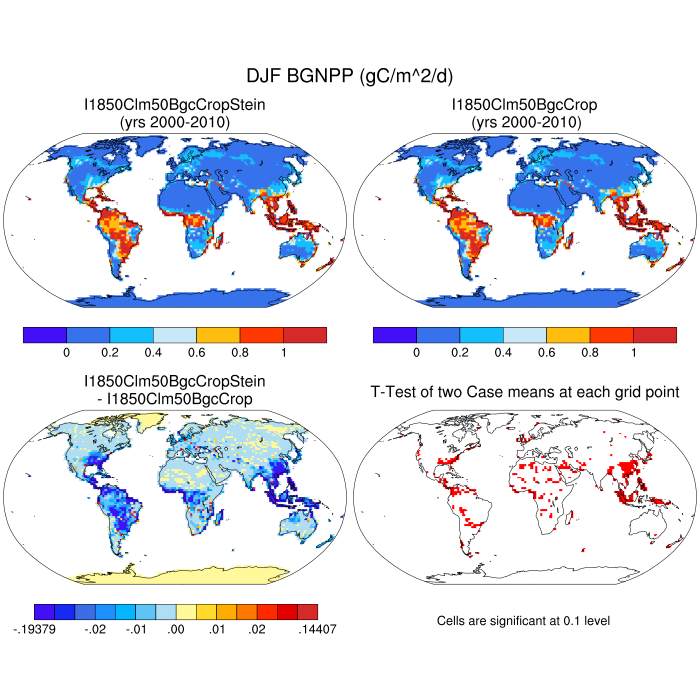 DJF BGNPP (gC/m^2/d)
I1850Clm50BgcCropStein
(yrs 2000-2010)
I1850Clm50BgcCrop
(yrs 2000-2010)
0 0.2 0.4 0.6 0.8 1
0 0.2 0.4 0.6 0.8 1
I1850Clm50BgcCropStein
- I1850Clm50BgcCrop
T-Test of two Case means at each grid point
-.19379 -.02 -.01 .00 .01 .02 .14407
Cells are significant at 0.1 level